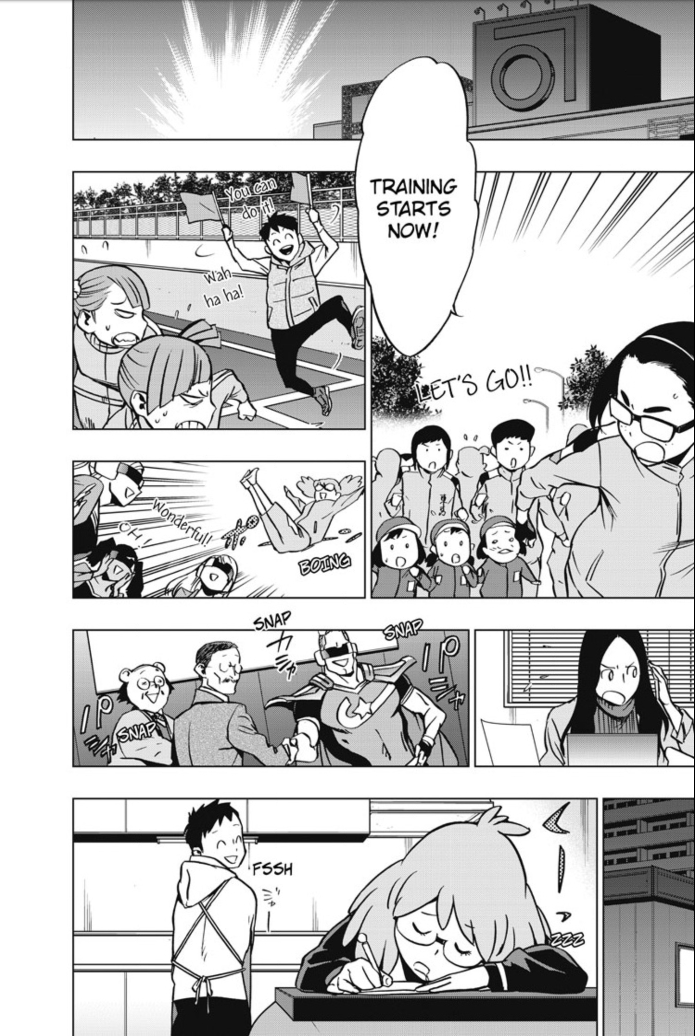 TRAINING
STARTS
NOW!
LET'S GO!!
You can
do it!
Wah
ha ha!
Wonderful!
OH!
BOING
SNAP
SNAP
SNAP
FSSH
ZZZ